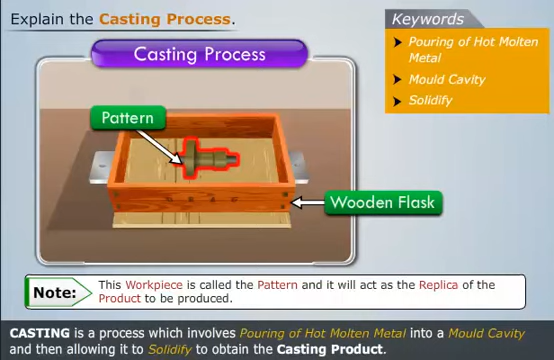 Explain the Casting Process.
Keywords
Pouring of Hot Molten
Metal
Mould Cavity
Solidify
Casting Process
Pattern
Wooden Flask
Note:
This Workpiece is called the Pattern and it will act as the Replica of the
Product to be produced.
CASTING is a process which involves Pouring of Hot Molten Metal into a Mould Cavity
and then allowing it to Solidify to obtain the Casting Product.